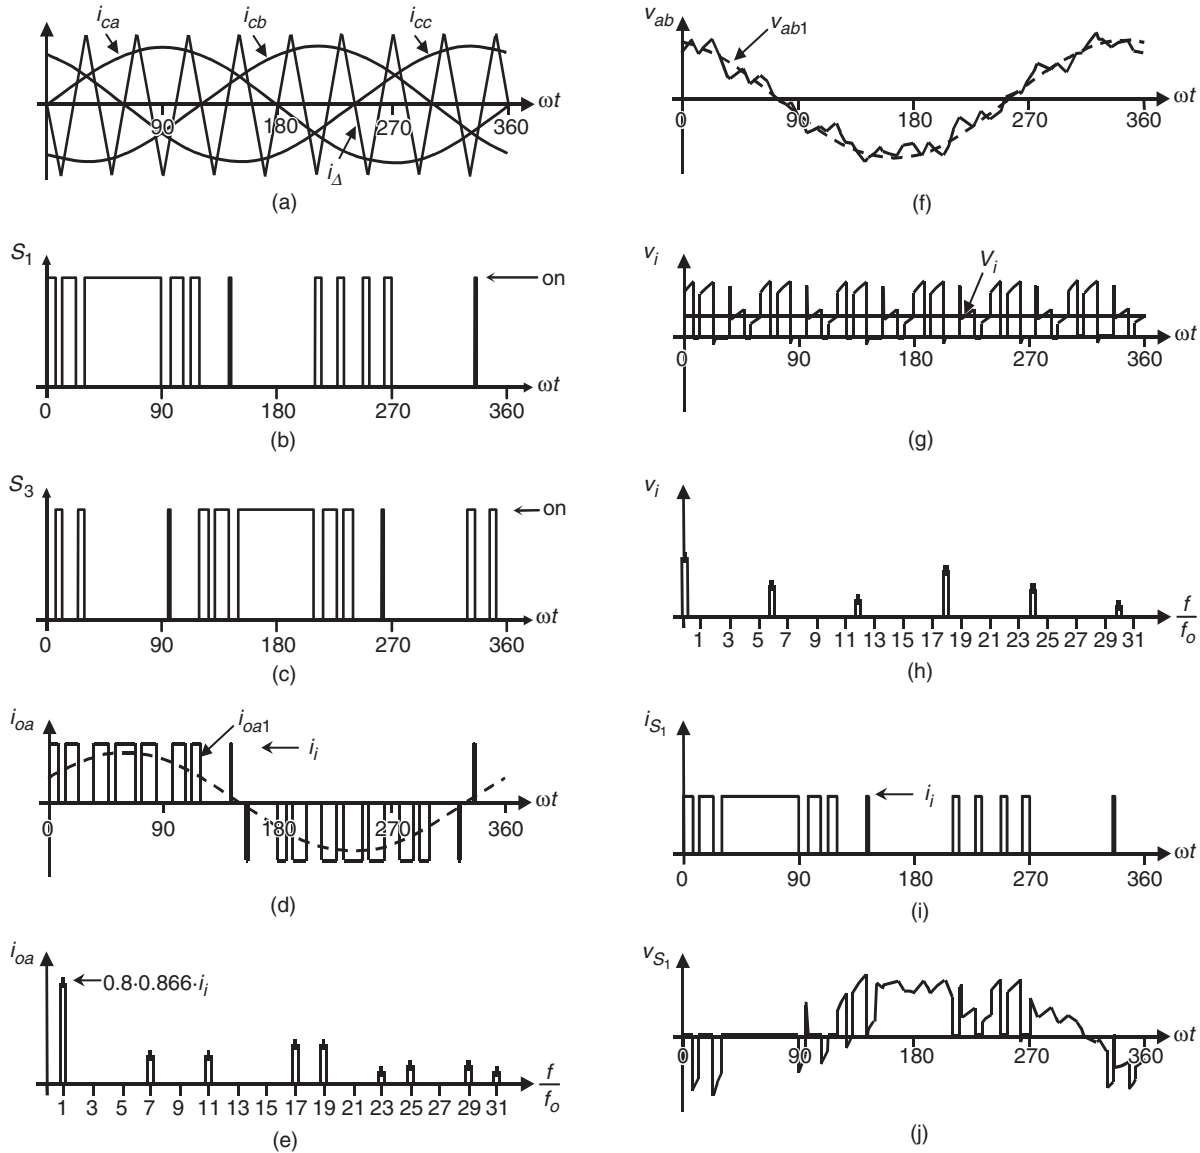 i_ca i_cb i_cc
ωt
90 180 270 360
i_Δ
(a)
S_1
on
ωt
0 90 180 270 360
(b)
S_3
on
ωt
0 90 180 270 360
(c)
i_oa i_oa1
i_i
ωt
0 90 180 270 360
(d)
i_oa
0.8·0.866·i_i
f/f_o
1 3 5 7 9 11 13 15 17 19 21 23 25 27 29 31
(e)
v_ab v_ab1
ωt
0 90 180 270 360
(f)
v_i V_i
ωt
0 90 180 270 360
(g)
v_i
f/f_o
1 3 5 7 9 11 13 15 17 19 21 23 25 27 29 31
(h)
i_S1
i_i
ωt
0 90 180 270 360
(i)
v_S1
ωt
0 90 180 270 360
(j)